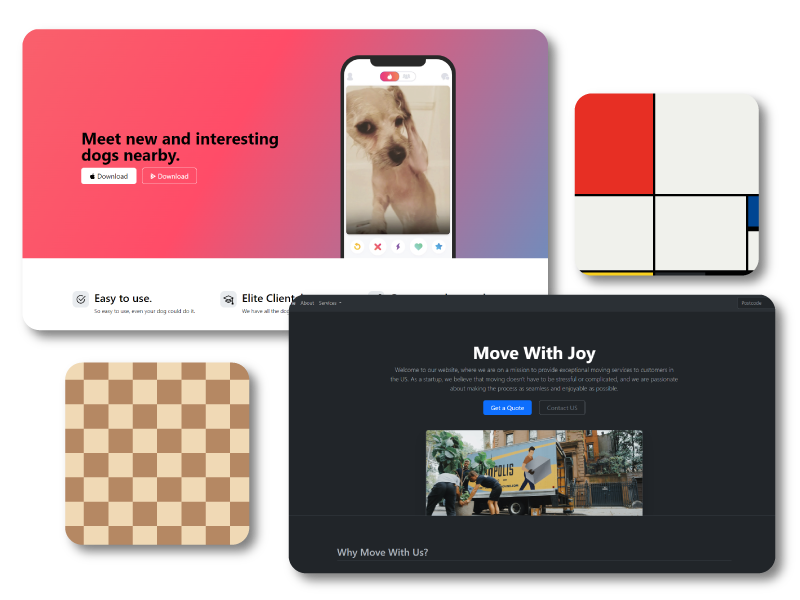 Meet new and interesting
dogs nearby.
Download
Download
Easy to use.
So easy to use, even your dog could do it.
Elite Client
We have all the dog
About
Services
Postcode
Move With Joy
Welcome to our website, where we are on a mission to provide exceptional moving services to customers in
the US. As a startup, we believe that moving doesn't have to be stressful or complicated, and we are passionate
about making the process as seamless and enjoyable as possible.
Get a Quote
Contact US
Why Move With Us?